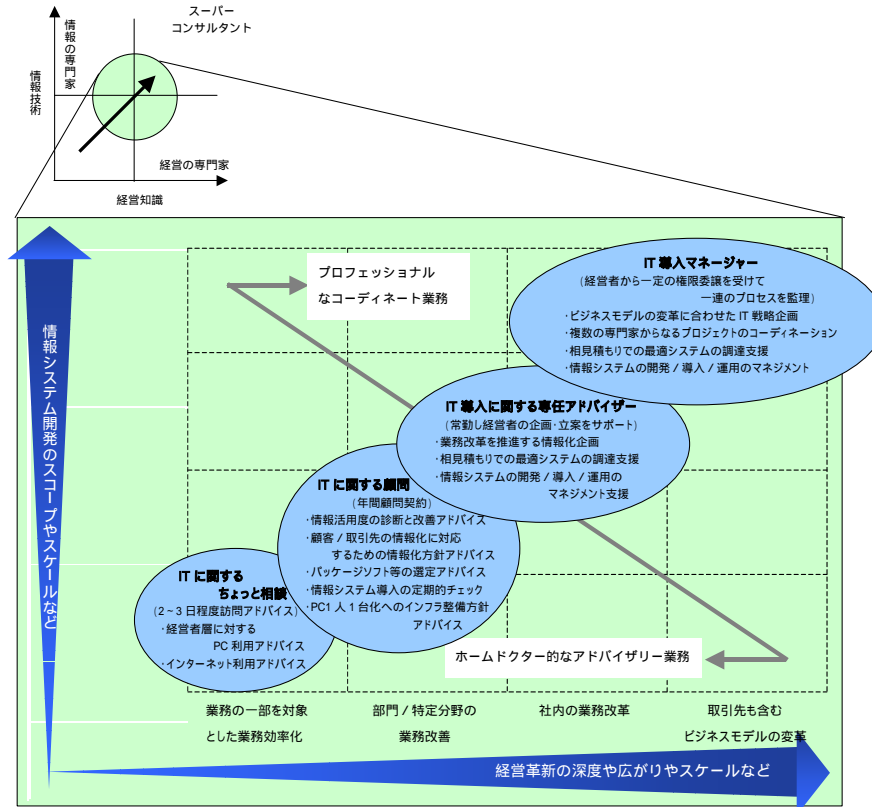 スーパー
コンサルタント
情報の専門家
情報技術
経営の専門家
経営知識
プロフェッショナル
なコーディネート業務
IT 導入マネージャー
(経営者から一定の権限委譲を受けて
一連のプロセスを監理)
・ビジネスモデルの変革に合わせた IT 戦略企画
・複数の専門家からなるプロジェクトのコーディネーション
・相見積もりでの最適システムの調達支援
・情報システムの開発 / 導入 / 運用のマネジメント
IT 導入に関する専任アドバイザー
(常勤し経営者の企画・立案をサポート)
・業務改革を推進する情報化企画
・相見積もりでの最適システムの調達支援
・情報システムの開発 / 導入 / 運用の
マネジメント支援
IT に関する顧問
(年間顧問契約)
・情報活用度の診断と改善アドバイス
・顧客 / 取引先の情報化に対応
するための情報化方針アドバイス
・パッケージソフト等の選定アドバイス
・情報システム導入の定期的チェック
・PC1 人 1 台化へのインフラ整備方針
アドバイス
IT に関する
ちょっと相談
(2~3 日程度訪問アドバイス)
・経営者層に対する
PC 利用アドバイス
・インターネット利用アドバイス
ホームドクター的なアドバイザリー業務
情報システム開発のスコープやスケールなど
業務の一部を対象
とした業務効率化
部門 / 特定分野の
業務改善
社内の業務改革
取引先も含む
ビジネスモデルの変革
経営革新の深度や広がりやスケールなど